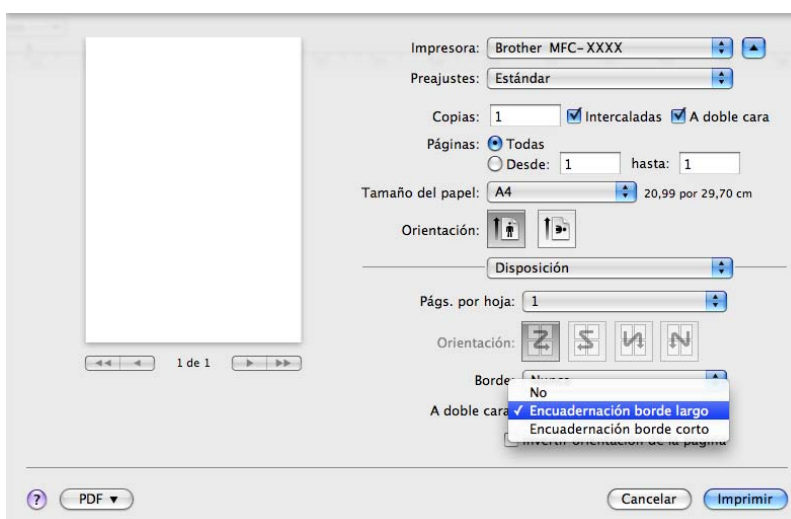 Impresora: Brother MFC-XXXX
Preajustes: Estándar
Copias: 1 Intercaladas A doble cara
Páginas: Todas
Desde: 1 hasta: 1
Tamaño del papel: A4 20,99 por 29,70 cm
Orientación:
Disposición
Págs. por hoja: 1
Orientación:
1 de 1
Borde: Nunca
No
A doble cara ✓ Encuadernación borde largo
Encuadernación borde corto
Invertir orientación de la página
? PDF ▼ Cancelar Imprimir